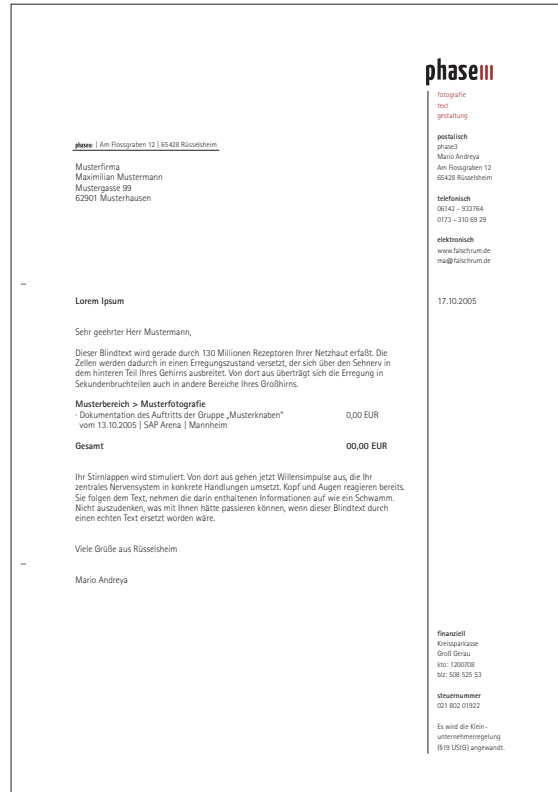 phaseIII
fotografie
text
gestaltung
postalisch
phase3
Mario Andreya
Am Flossgraben 12
65428 Rüsselsheim
telefonisch
06142 - 933764
0173 - 310 69 29
elektronisch
www.falschrum.de
ma@falschrum.de
phaseIII | Am Flossgraben 12 | 65428 Rüsselsheim
Musterfirma
Maximilian Mustermann
Mustergasse 99
62901 Musterhausen
Lorem Ipsum
17.10.2005
Sehr geehrter Herr Mustermann,
Dieser Blindtext wird gerade durch 130 Millionen Rezeptoren Ihrer Netzhaut erfaßt. Die
Zellen werden dadurch in einen Erregungszustand versetzt, der sich über den Sehnerv in
dem hinteren Teil Ihres Gehirns ausbreitet. Von dort aus überträgt sich die Erregung in
Sekundenbruchteilen auch in andere Bereiche Ihres Großhirns.
Musterbereich > Musterfotografie
· Dokumentation des Auftritts der Gruppe „Musterknaben“ 0,00 EUR
vom 13.10.2005 | SAP Arena | Mannheim
Gesamt 00,00 EUR
Ihr Stirnlappen wird stimuliert. Von dort aus gehen jetzt Willensimpulse aus, die Ihr
zentrales Nervensystem in konkrete Handlungen umsetzt. Kopf und Augen reagieren bereits.
Sie folgen dem Text, nehmen die darin enthaltenen Informationen auf wie ein Schwamm.
Nicht auszudenken, was mit Ihnen hätte passieren können, wenn dieser Blindtext durch
einen echten Text ersetzt worden wäre.
Viele Grüße aus Rüsselsheim
Mario Andreya
finanziell
Kreissparkasse
Groß Gerau
kto: 1200708
blz: 508 525 53
steuernummer
021 802 01922
Es wird die Klein-
unternehmerregelung
(§19 UStG) angewandt.